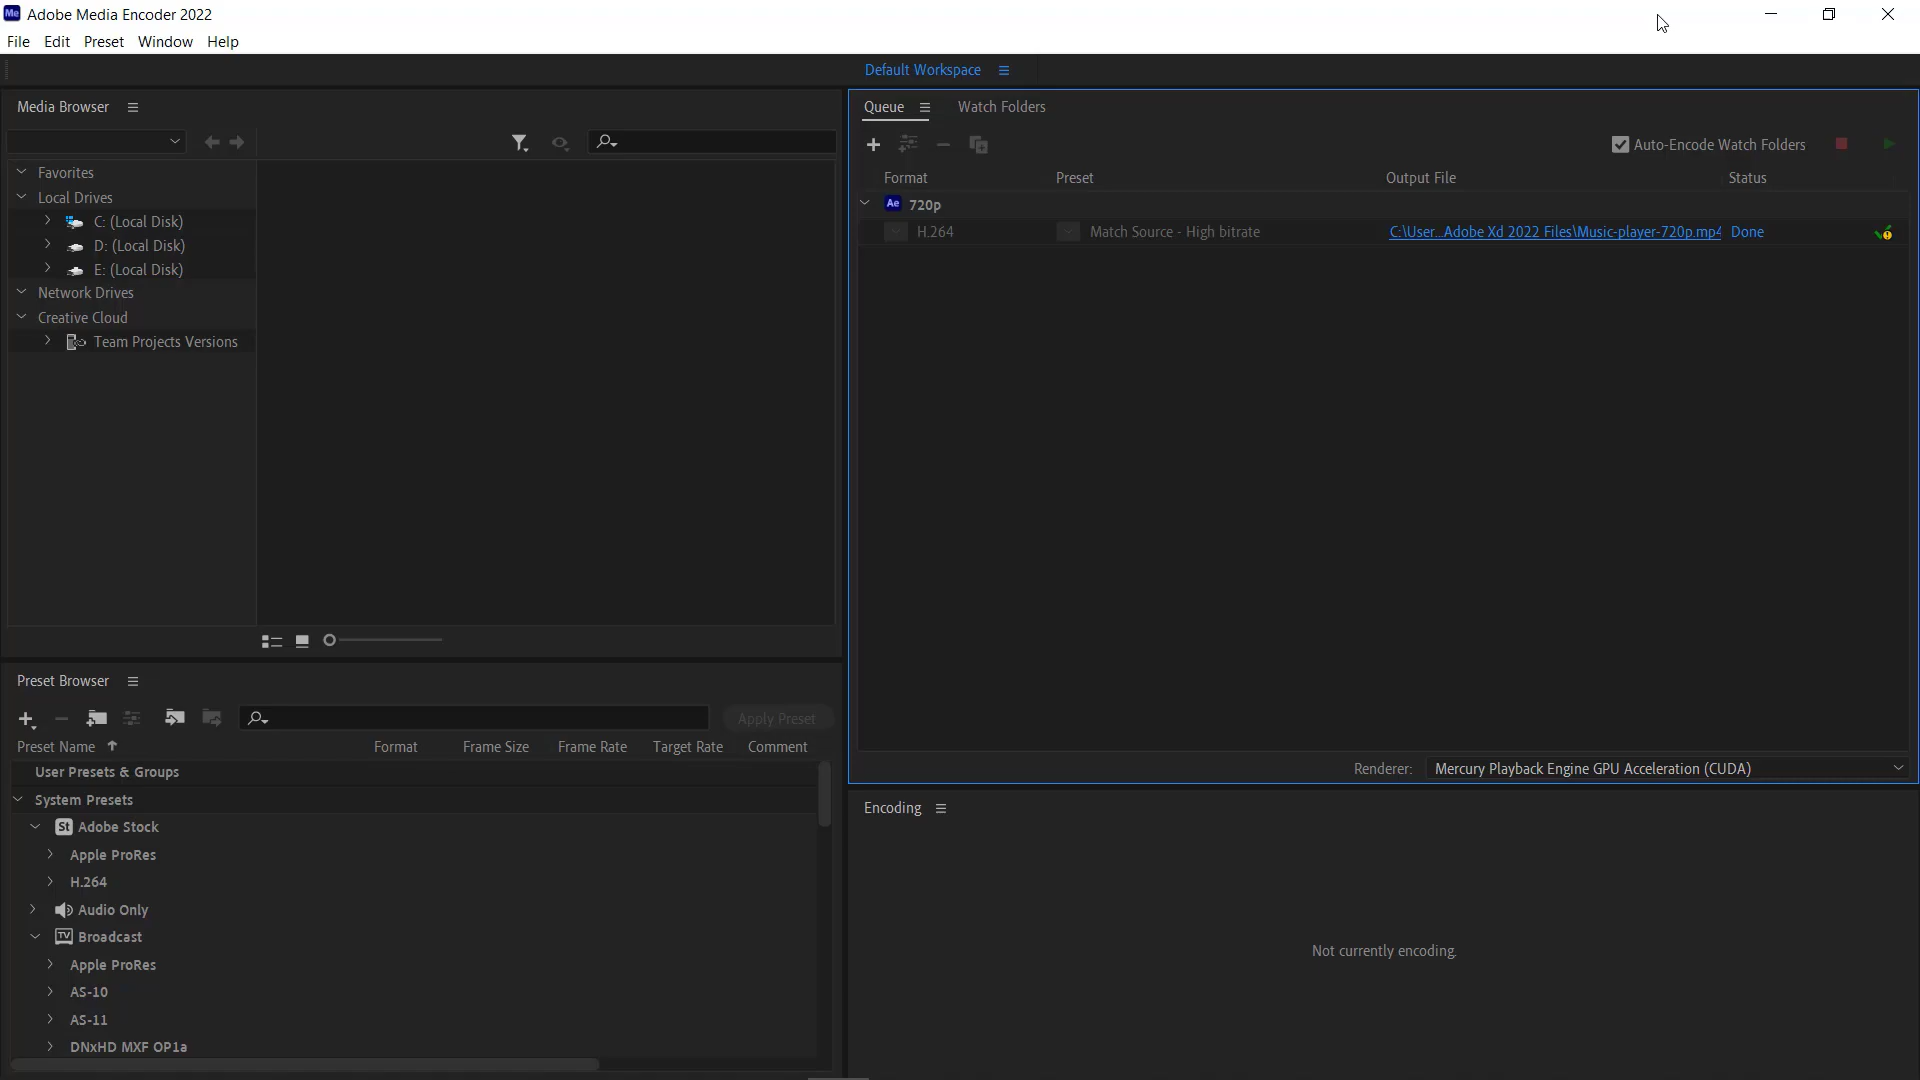 Me Adobe Media Encoder 2022
File Edit Preset Window Help
Default Workspace
Media Browser
Favorites
Local Drives
C: (Local Disk)
D: (Local Disk)
E: (Local Disk)
Network Drives
Creative Cloud
Team Projects Versions
Queue Watch Folders
Auto-Encode Watch Folders
Format Preset Output File Status
Ae 720p
H.264 Match Source - High bitrate C:\User...Adobe Xd 2022 Files\Music-player-720p.mp4 Done
Renderer: Mercury Playback Engine GPU Acceleration (CUDA)
Preset Browser
Apply Preset
Preset Name Format Frame Size Frame Rate Target Rate Comment
User Presets & Groups
System Presets
St Adobe Stock
Apple ProRes
H.264
Audio Only
TV Broadcast
Apple ProRes
AS-10
AS-11
DNxHD MXF OP1a
Encoding
Not currently encoding.